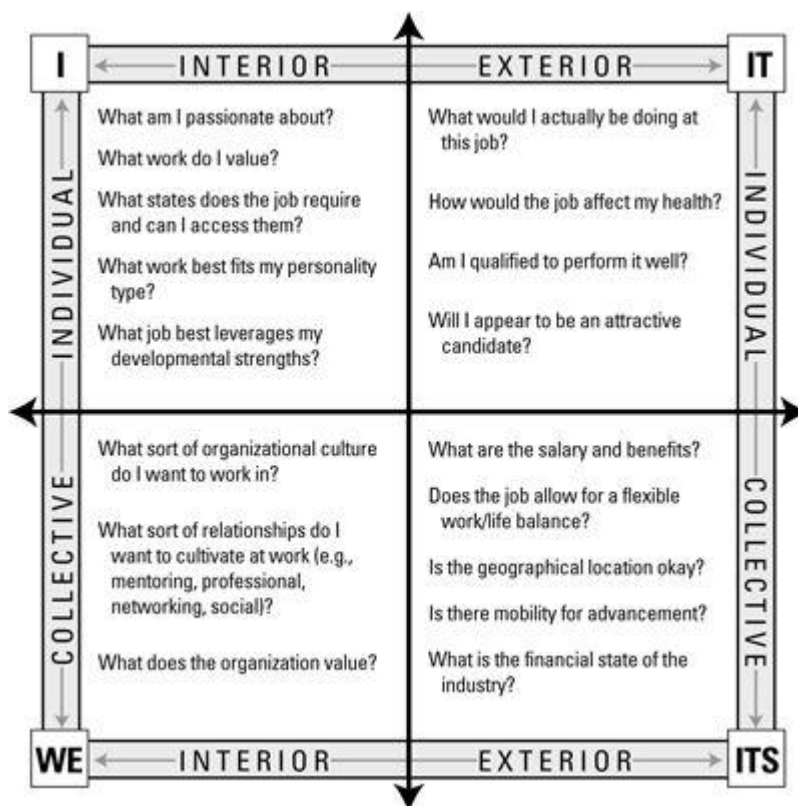 I
INTERIOR
EXTERIOR
IT
INDIVIDUAL
What am I passionate about?
What work do I value?
What states does the job require
and can I access them?
What work best fits my personality
type?
What job best leverages my
developmental strengths?
What would I actually be doing at
this job?
How would the job affect my health?
Am I qualified to perform it well?
Will I appear to be an attractive
candidate?
INDIVIDUAL
COLLECTIVE
What sort of organizational culture
do I want to work in?
What sort of relationships do I
want to cultivate at work (e.g.,
mentoring, professional,
networking, social)?
What does the organization value?
What are the salary and benefits?
Does the job allow for a flexible
work/life balance?
Is the geographical location okay?
Is there mobility for advancement?
What is the financial state of the
industry?
COLLECTIVE
WE
INTERIOR
EXTERIOR
ITS